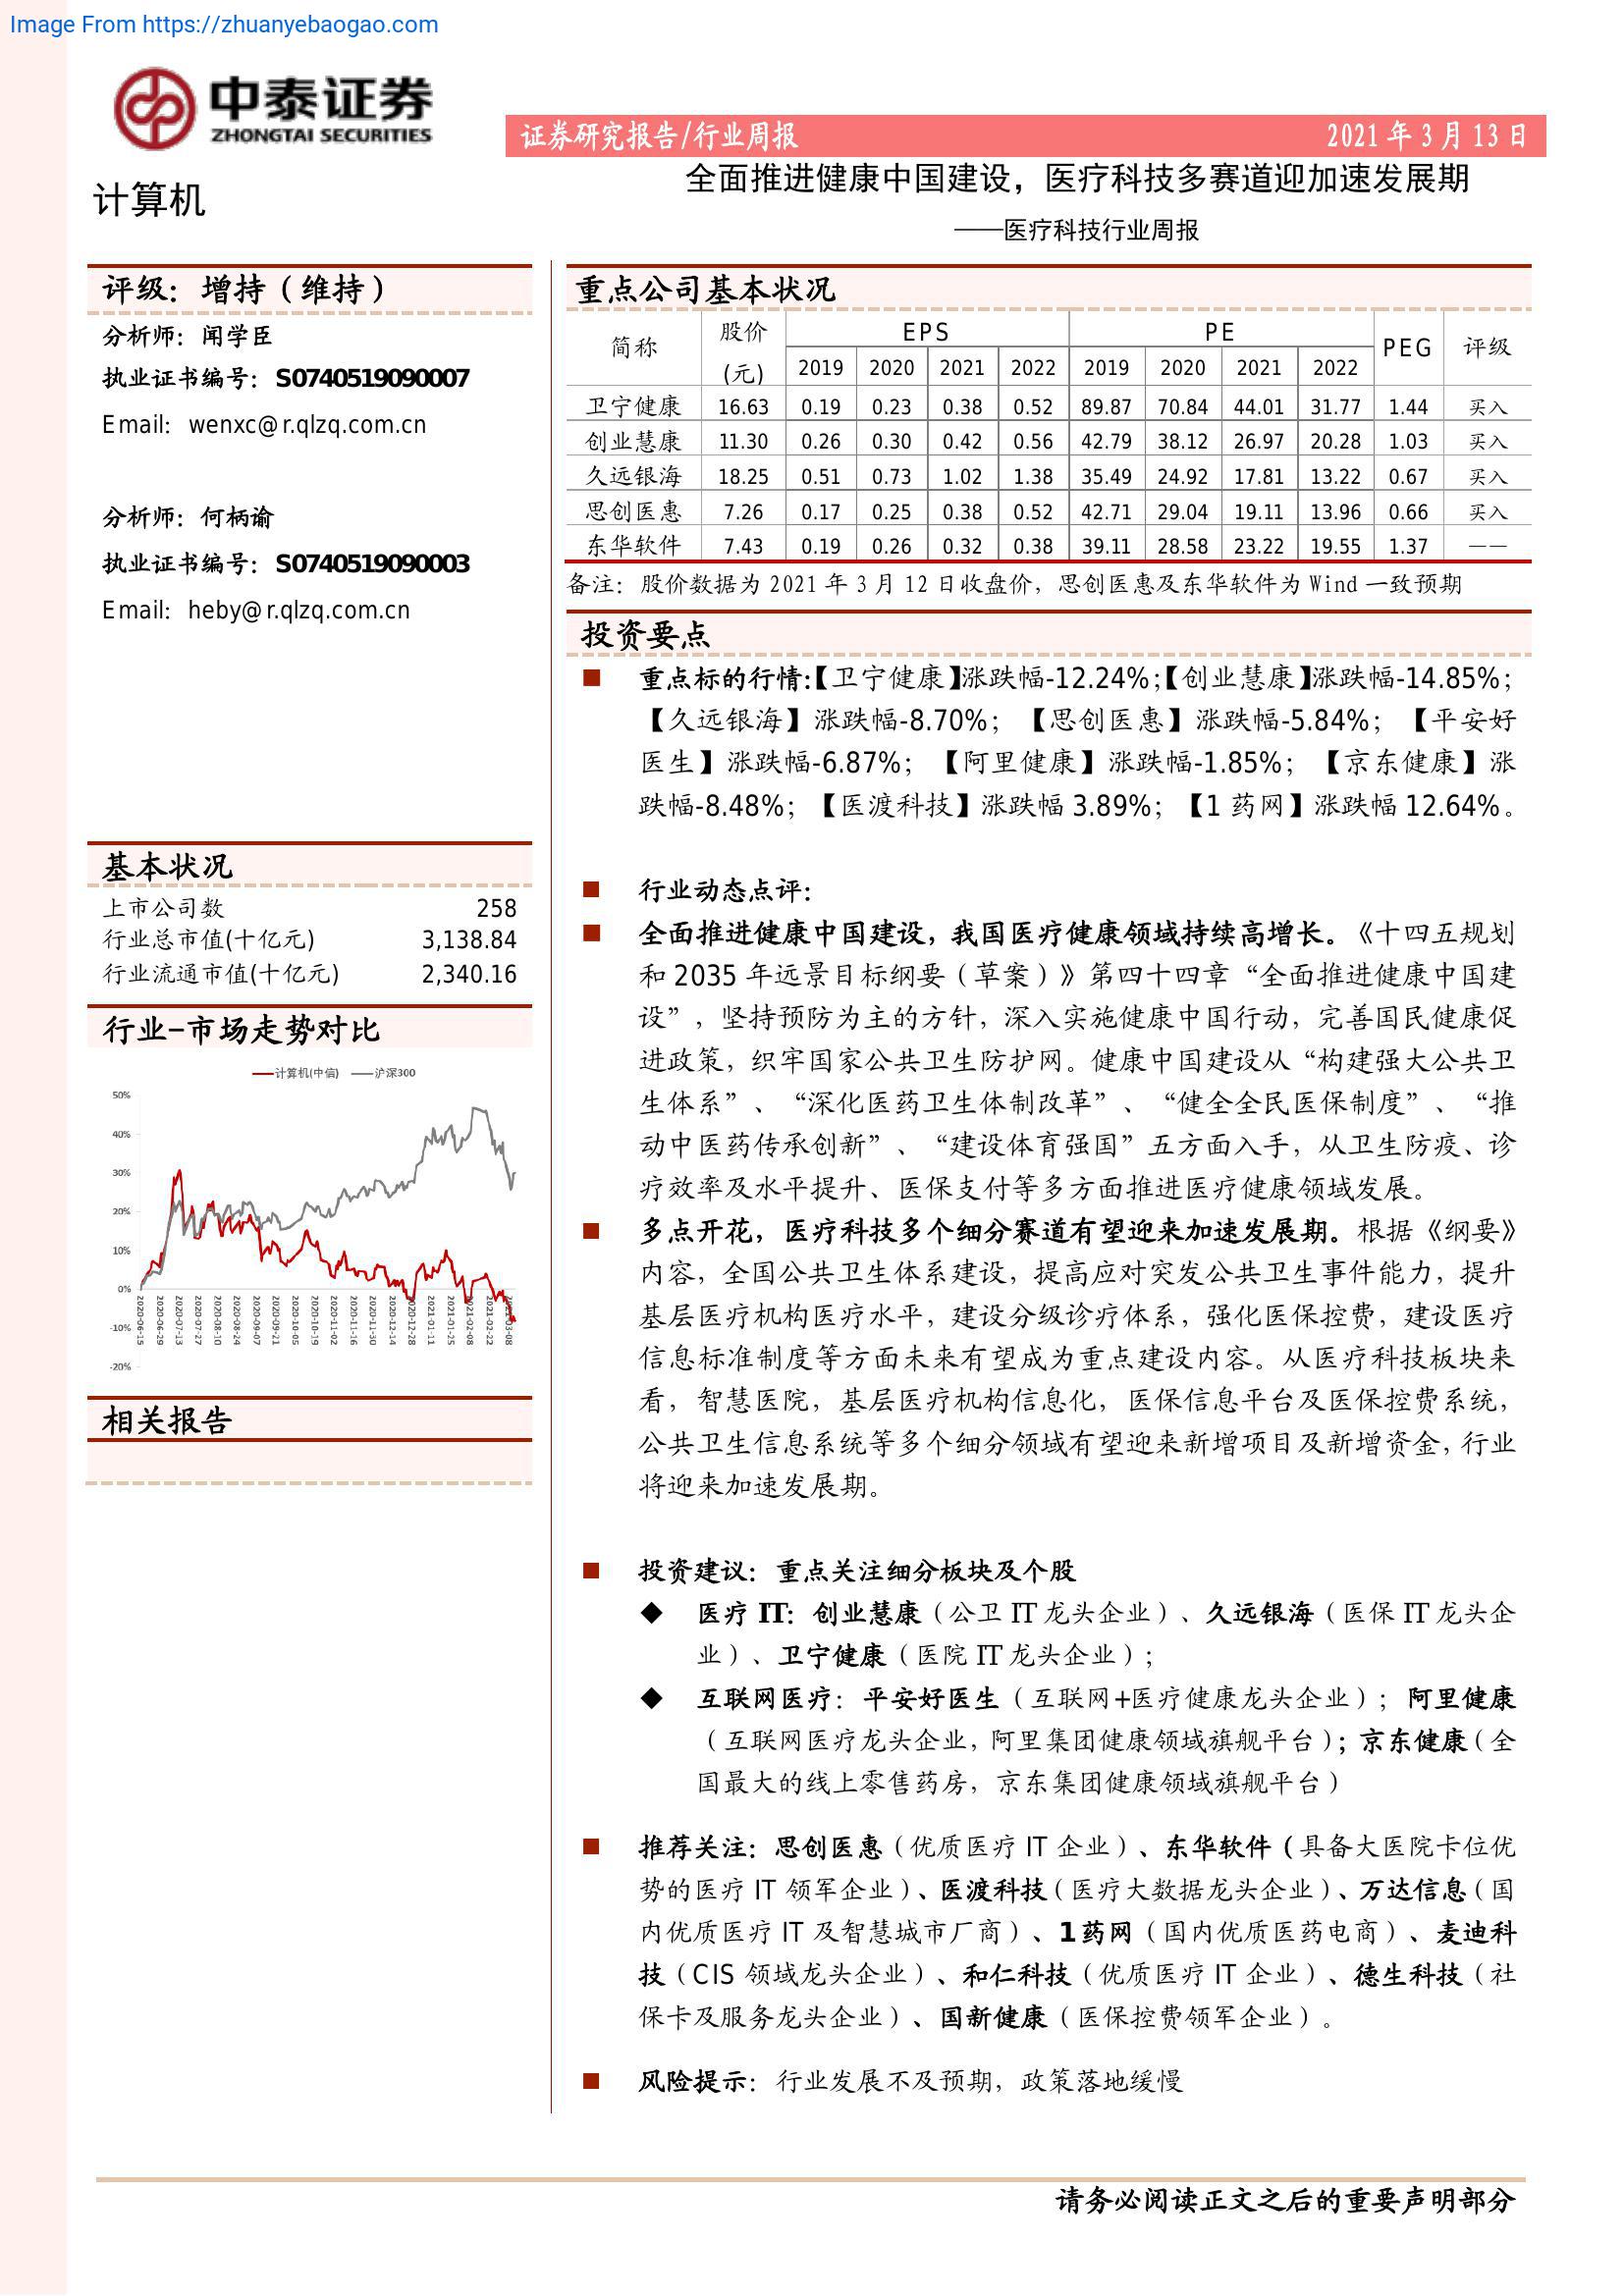 Image From https://zhuanyebaogao.com
中泰证券
ZHONGTAI SECURITIES
证券研究报告/行业周报 2021 年 3 月 13 日
计算机
全面推进健康中国建设，医疗科技多赛道迎加速发展期
——医疗科技行业周报
评级：增持（维持）
分析师：闻学臣
执业证书编号：S0740519090007
Email：wenxc@r.qlzq.com.cn
分析师：何柄谕
执业证书编号：S0740519090003
Email：heby@r.qlzq.com.cn
基本状况
上市公司数 258
行业总市值(十亿元) 3,138.84
行业流通市值(十亿元) 2,340.16
行业-市场走势对比
计算机(中信) 沪深300
50%
40%
30%
20%
10%
0%
-10%
-20%
2020-06-15 2020-06-29 2020-07-13 2020-07-27 2020-08-10 2020-08-24 2020-09-07 2020-09-21 2020-10-05 2020-10-19 2020-11-02 2020-11-16 2020-11-30 2020-12-14 2020-12-28 2021-01-11 2021-01-25 2021-02-08 2021-02-22 2021-03-08
相关报告
重点公司基本状况
简称 股价(元) EPS PE PEG 评级
2019 2020 2021 2022 2019 2020 2021 2022
卫宁健康 16.63 0.19 0.23 0.38 0.52 89.87 70.84 44.01 31.77 1.44 买入
创业慧康 11.30 0.26 0.30 0.42 0.56 42.79 38.12 26.97 20.28 1.03 买入
久远银海 18.25 0.51 0.73 1.02 1.38 35.49 24.92 17.81 13.22 0.67 买入
思创医惠 7.26 0.17 0.25 0.38 0.52 42.71 29.04 19.11 13.96 0.66 买入
东华软件 7.43 0.19 0.26 0.32 0.38 39.11 28.58 23.22 19.55 1.37 ——
备注：股价数据为 2021 年 3 月 12 日收盘价，思创医惠及东华软件为 Wind 一致预期
投资要点
■ 重点标的行情:【卫宁健康】涨跌幅-12.24%;【创业慧康】涨跌幅-14.85%;
【久远银海】涨跌幅-8.70%；【思创医惠】涨跌幅-5.84%；【平安好
医生】涨跌幅-6.87%；【阿里健康】涨跌幅-1.85%；【京东健康】涨
跌幅-8.48%；【医渡科技】涨跌幅 3.89%；【1 药网】涨跌幅 12.64%。
■ 行业动态点评：
■ 全面推进健康中国建设，我国医疗健康领域持续高增长。《十四五规划
和 2035 年远景目标纲要（草案）》第四十四章“全面推进健康中国建
设”，坚持预防为主的方针，深入实施健康中国行动，完善国民健康促
进政策，织牢国家公共卫生防护网。健康中国建设从“构建强大公共卫
生体系”、“深化医药卫生体制改革”、“健全全民医保制度”、“推
动中医药传承创新”、“建设体育强国”五方面入手，从卫生防疫、诊
疗效率及水平提升、医保支付等多方面推进医疗健康领域发展。
■ 多点开花，医疗科技多个细分赛道有望迎来加速发展期。根据《纲要》
内容，全国公共卫生体系建设，提高应对突发公共卫生事件能力，提升
基层医疗机构医疗水平，建设分级诊疗体系，强化医保控费，建设医疗
信息标准制度等方面未来有望成为重点建设内容。从医疗科技板块来
看，智慧医院，基层医疗机构信息化，医保信息平台及医保控费系统，
公共卫生信息系统等多个细分领域有望迎来新增项目及新增资金，行业
将迎来加速发展期。
■ 投资建议：重点关注细分板块及个股
◆ 医疗 IT：创业慧康（公卫 IT 龙头企业）、久远银海（医保 IT 龙头企
业）、卫宁健康（医院 IT 龙头企业）；
◆ 互联网医疗：平安好医生（互联网+医疗健康龙头企业）；阿里健康
（互联网医疗龙头企业，阿里集团健康领域旗舰平台）；京东健康（全
国最大的线上零售药房，京东集团健康领域旗舰平台）
■ 推荐关注：思创医惠（优质医疗 IT 企业）、东华软件（具备大医院卡位优
势的医疗 IT 领军企业）、医渡科技（医疗大数据龙头企业）、万达信息（国
内优质医疗 IT 及智慧城市厂商）、1 药网（国内优质医药电商）、麦迪科
技（CIS 领域龙头企业）、和仁科技（优质医疗 IT 企业）、德生科技（社
保卡及服务龙头企业）、国新健康（医保控费领军企业）。
■ 风险提示：行业发展不及预期，政策落地缓慢
请务必阅读正文之后的重要声明部分